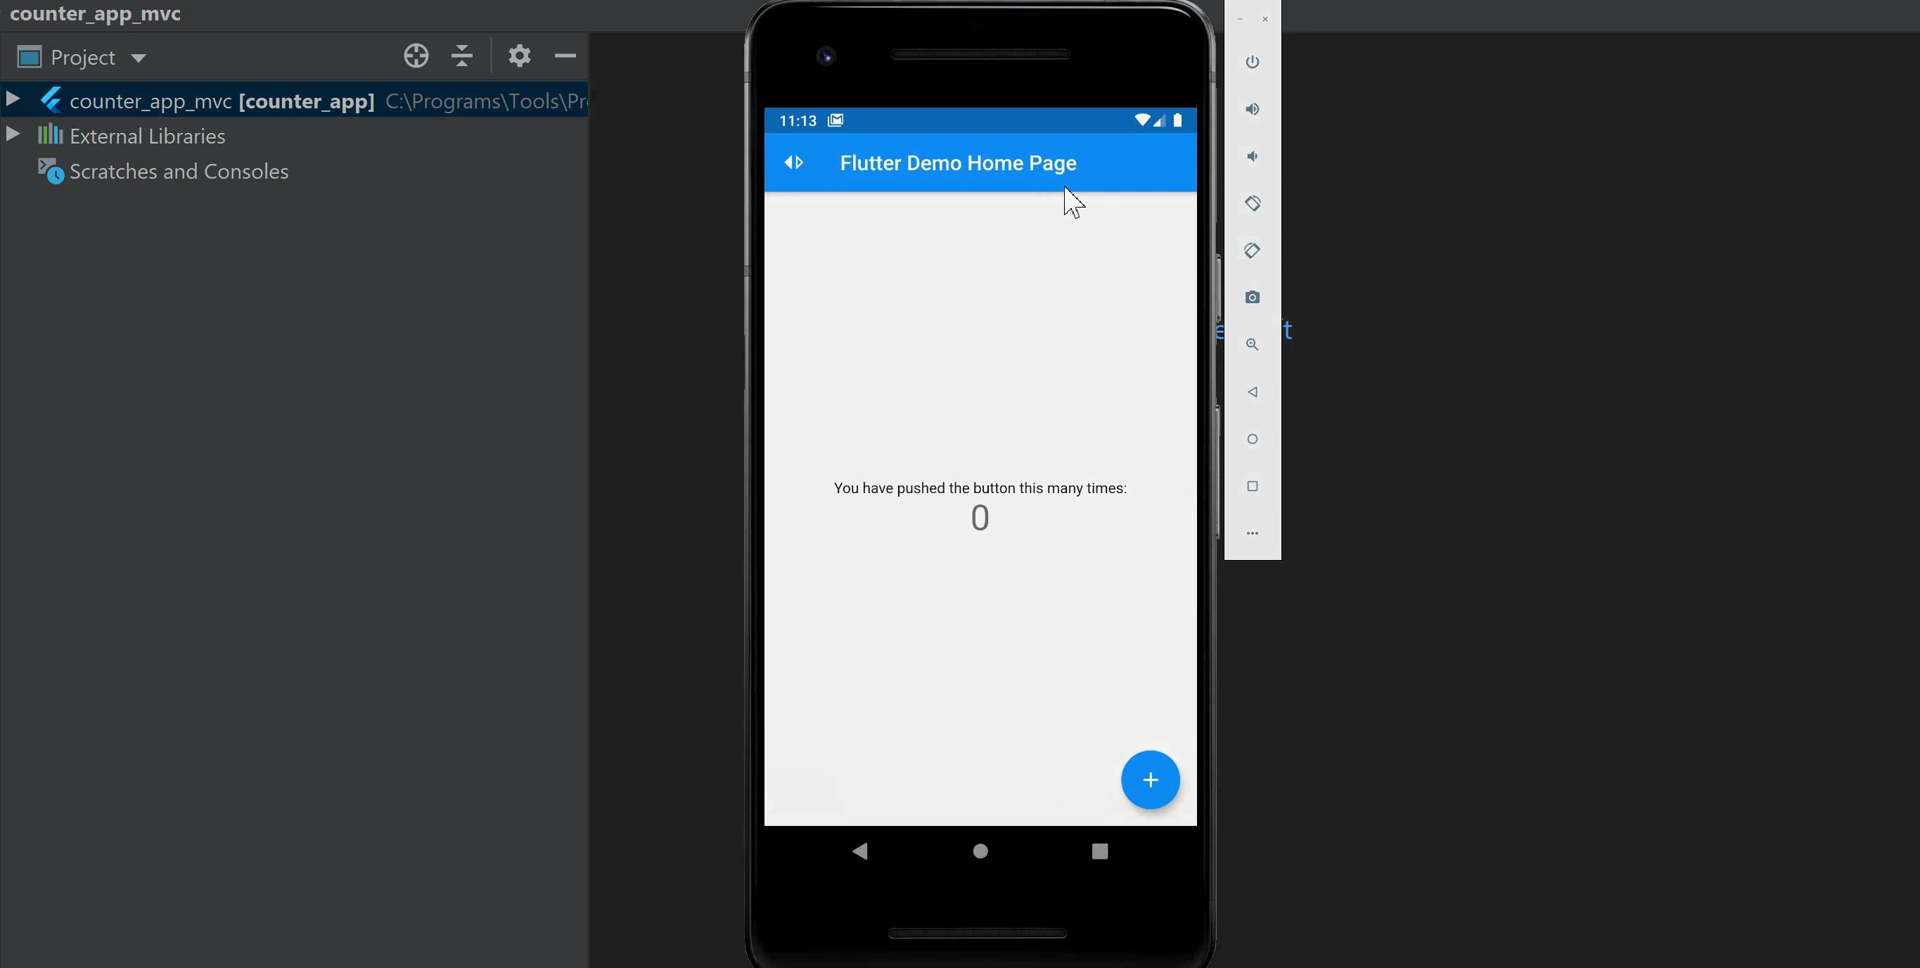 counter_app_mvc
Project
counter_app_mvc [counter_app] C:\Programs\Tools\Pr
External Libraries
Scratches and Consoles
11:13
Flutter Demo Home Page
You have pushed the button this many times:
0